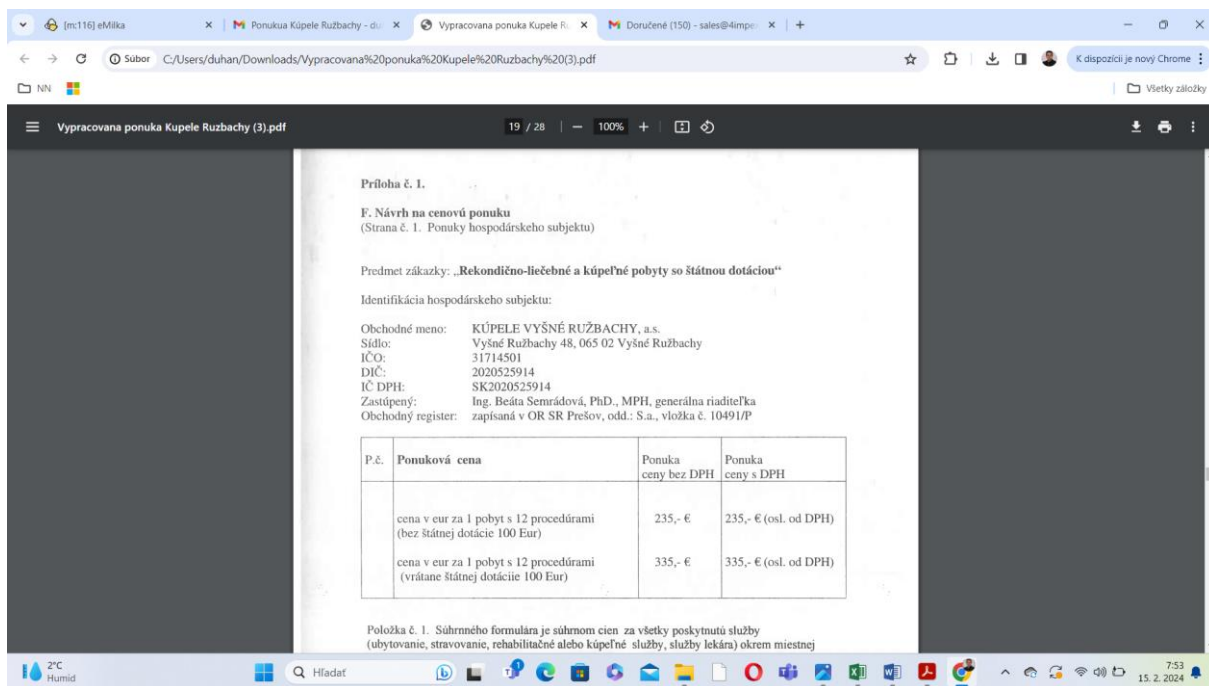 [m:116] eMilka
Ponukua Kúpele Ružbachy - du
Vypracovana ponuka Kupele R
Doručené (150) - sales@4impe
Súbor C:/Users/duhan/Downloads/Vypracovana%20ponuka%20Kupele%20Ruzbachy%20(3).pdf
K dispozícii je nový Chrome
NN
Všetky záložky
Vypracovana ponuka Kupele Ruzbachy (3).pdf
19 / 28
100%
Príloha č. 1.
F. Návrh na cenovú ponuku
(Strana č. 1. Ponuky hospodárskeho subjektu)
Predmet zákazky: „Rekondično-liečebné a kúpeľné pobyty so štátnou dotáciou“
Identifikácia hospodárskeho subjektu:
Obchodné meno: KÚPELE VYŠNÉ RUŽBACHY, a.s.
Sídlo: Vyšné Ružbachy 48, 065 02 Vyšné Ružbachy
IČO: 31714501
DIČ: 2020525914
IČ DPH: SK2020525914
Zastúpený: Ing. Beáta Semrádová, PhD., MPH, generálna riaditeľka
Obchodný register: zapísaná v OR SR Prešov, odd.: S.a., vložka č. 10491/P
P.č. Ponuková cena Ponuka Ponuka
ceny bez DPH ceny s DPH
cena v eur za 1 pobyt s 12 procedúrami 235,- € 235,- € (osl. od DPH)
(bez štátnej dotácie 100 Eur)
cena v eur za 1 pobyt s 12 procedúrami 335,- € 335,- € (osl. od DPH)
(vrátane štátnej dotáciie 100 Eur)
Položka č. 1. Súhrnného formulára je súhrnom cien za všetky poskytnutú služby
(ubytovanie, stravovanie, rehabilitačné alebo kúpeľné služby, služby lekára) okrem miestnej
2°C
Humid
Hľadať
7:53
15. 2. 2024